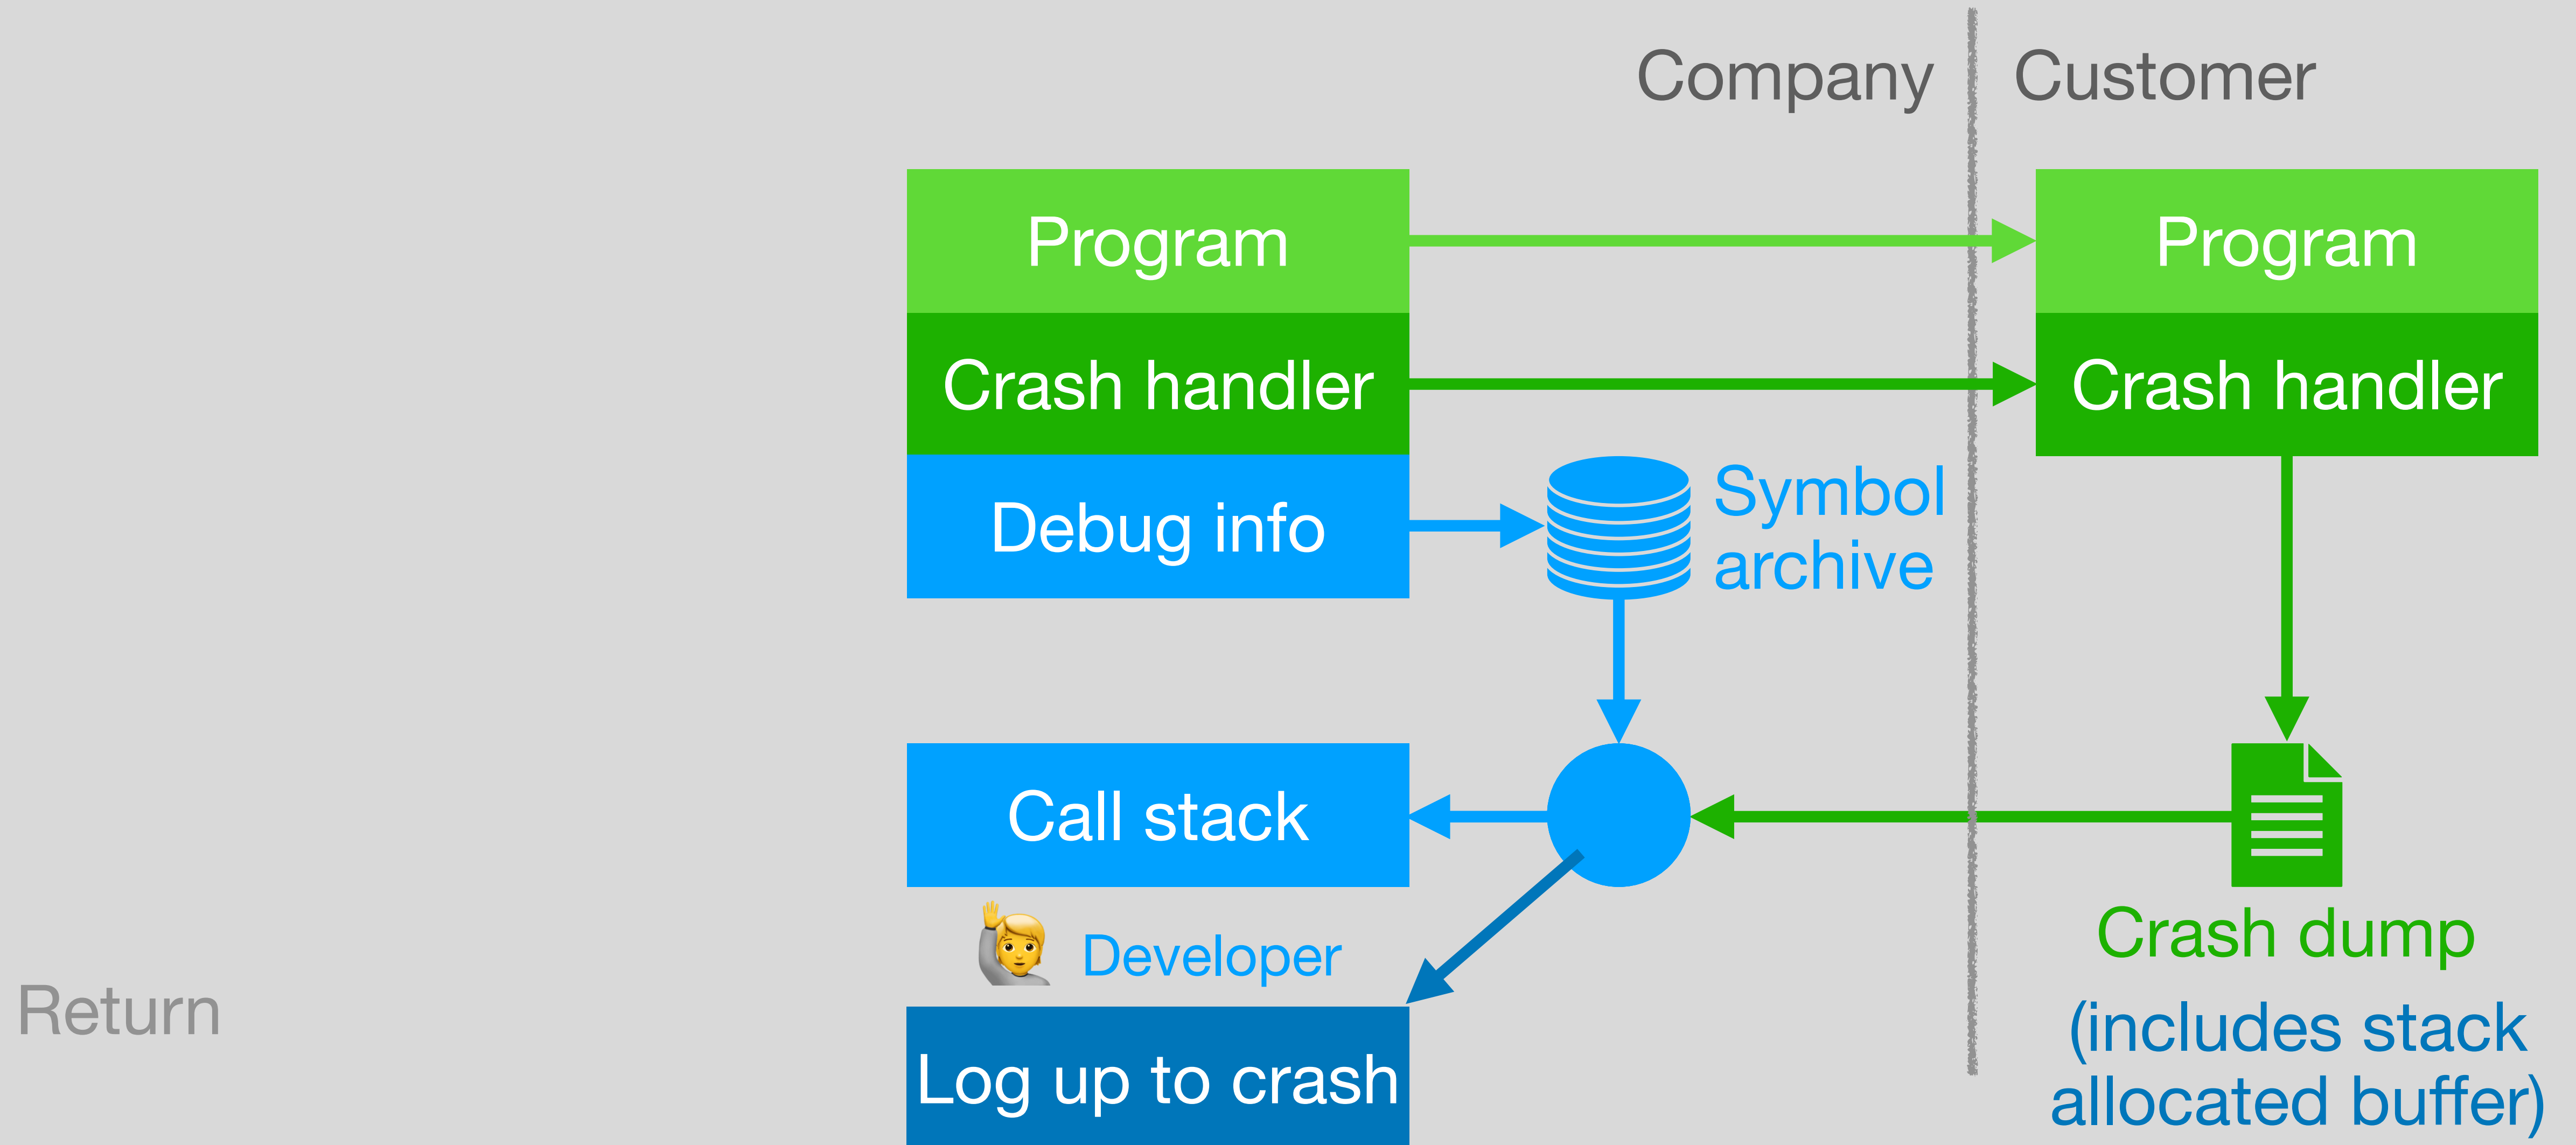 Company
Customer
Program
Program
Crash handler
Crash handler
Debug info
Symbol
archive
Call stack
Developer
Crash dump
Return
(includes stack
allocated buffer)
Log up to crash